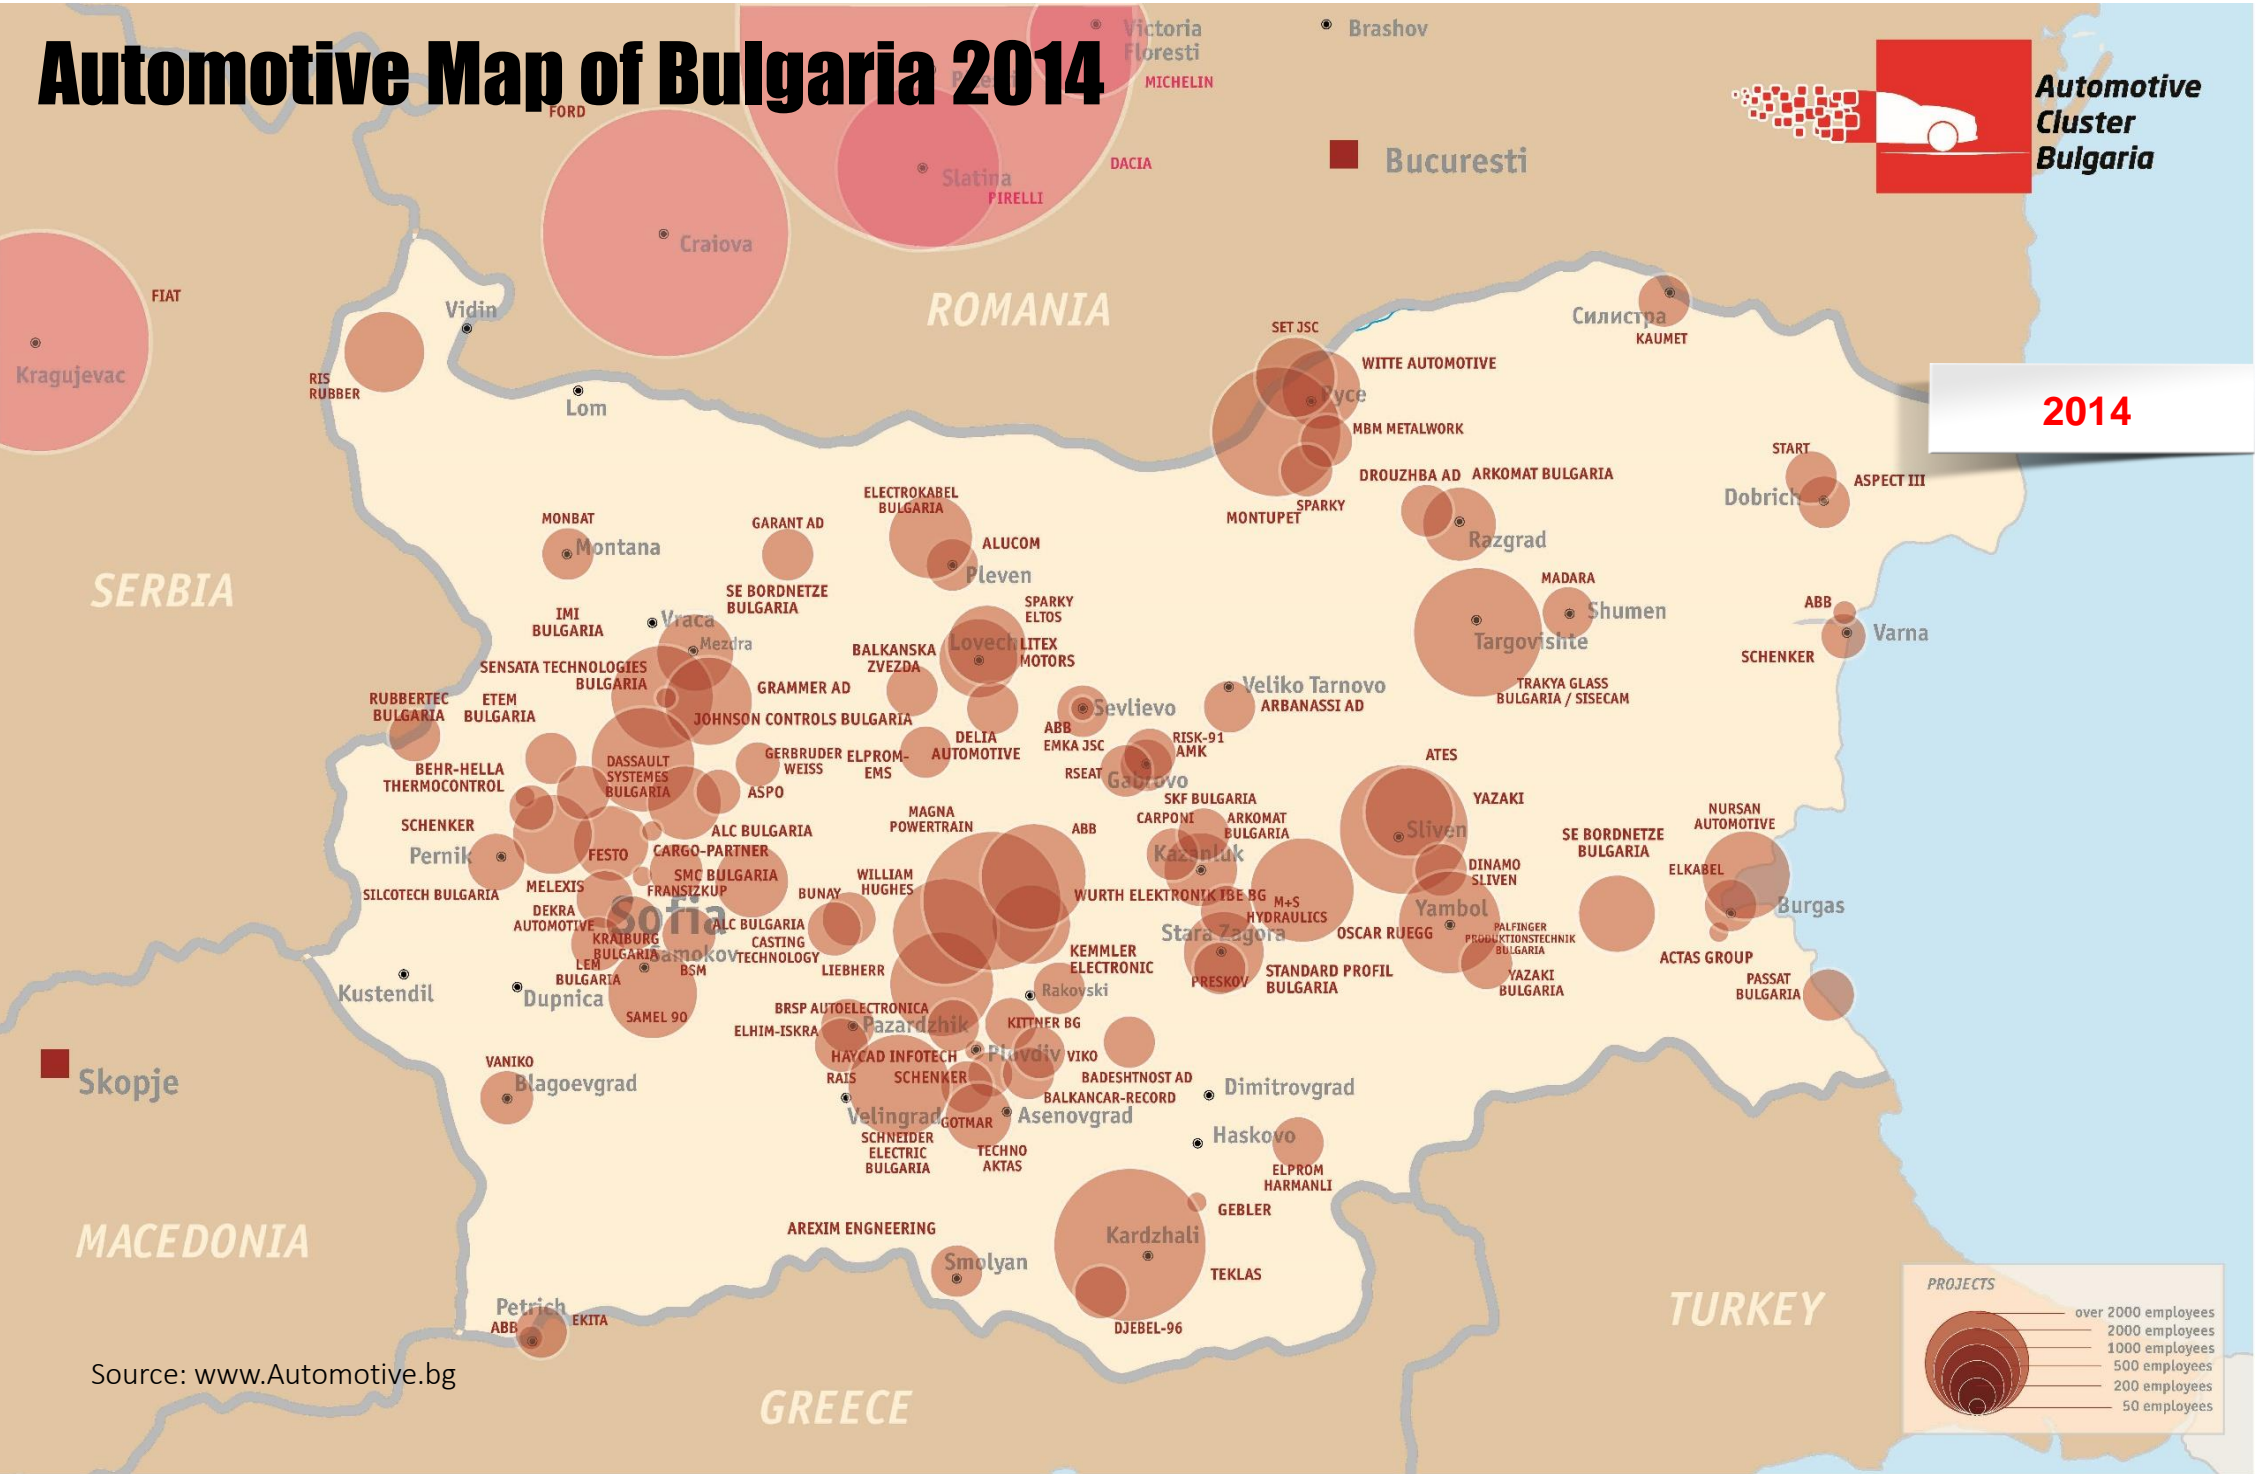 Automotive Map of Bulgaria 2014
Victoria
Floresti
MICHELIN
Brashov
Automotive
Cluster
Bulgaria
FORD
DACIA
Bucuresti
Slatina
PIRELLI
Craiova
FIAT
Kragujevac
ROMANIA
Vidin
RIS
RUBBER
Lom
Силистра
KAUMET
SET JSC
WITTE AUTOMOTIVE
Русе
MBM METALWORK
2014
DROUZHBA AD
ARKOMAT BULGARIA
SPARKY
MONTUPET
Razgrad
START
ASPECT III
Dobrich
ELECTROKABEL
BULGARIA
ALUCOM
Pleven
MONBAT
Montana
GARANT AD
SERBIA
IMI
BULGARIA
SE BORDNETZE
BULGARIA
Vraca
Mezdra
SPARKY
ELTOS
Lovech
LITEX
MOTORS
BALKANSKA
ZVEZDA
MADARA
Shumen
Targovishte
TRAKYA GLASS
BULGARIA / SISECAM
ABB
Varna
SCHENKER
SENSATA TECHNOLOGIES
BULGARIA
GRAMMER AD
RUBBERTEC
BULGARIA
ETEM
BULGARIA
JOHNSON CONTROLS BULGARIA
DELIA
AUTOMOTIVE
Sevlievo
ABB
EMKA JSC
Veliko Tarnovo
ARBANASSI AD
RISK-91
AMK
RSEAT
Gabrovo
DASSAULT
SYSTEMES
BULGARIA
GERBRUDER
WEISS
ELPROM-
EMS
BEHR-HELLA
THERMOCONTROL
ASPO
ATES
YAZAKI
Sliven
DINAMO
SLIVEN
SCHENKER
Pernik
SILCOTECH BULGARIA
ALC BULGARIA
FESTO
CARGO-PARTNER
SMC BULGARIA
FRANSIZKUP
MELEXIS
MAGNA
POWERTRAIN
ABB
SKF BULGARIA
CARPONI
ARKOMAT
BULGARIA
Kazanluk
NURSAN
AUTOMOTIVE
SE BORDNETZE
BULGARIA
ELKABEL
Burgas
ACTAS GROUP
PASSAT
BULGARIA
WILLIAM
HUGHES
BUNAY
WURTH ELEKTRONIK IBE BG
M+S
HYDRAULICS
Yambol
OSCAR RUEGG
PALFINGER
PRODUKTIONSTECHNIK
BULGARIA
YAZAKI
BULGARIA
DEKRA
AUTOMOTIVE
Sofia
ALC BULGARIA
KRAIBURG
BULGARIA
Samokov
CASTING
TECHNOLOGY
LEM
BULGARIA
BSM
LIEBHERR
Stara Zagora
PRESKOV
STANDARD PROFIL
BULGARIA
KEMMLER
ELECTRONIC
Rakovski
Kustendil
Dupnica
SAMEL 90
BRSP AUTOELECTRONICA
ELHIM-ISKRA
Pazardzhik
KITTNER BG
HAYCAD INFOTECH
Plovdiv
VIKO
RAIS
SCHENKER
BADESHTNOST AD
BALKANCAR-RECORD
Velingrad
GOTMAR
Asenovgrad
SCHNEIDER
ELECTRIC
BULGARIA
TECHNO
AKTAS
Dimitrovgrad
Haskovo
ELPROM
HARMANLI
Skopje
VANIKO
Blagoevgrad
MACEDONIA
AREXIM ENGNEERING
Smolyan
GEBLER
Kardzhali
TEKLAS
DJEBEL-96
Petrich
ABB
EKITA
Source: www.Automotive.bg
GREECE
TURKEY
PROJECTS
over 2000 employees
2000 employees
1000 employees
500 employees
200 employees
50 employees